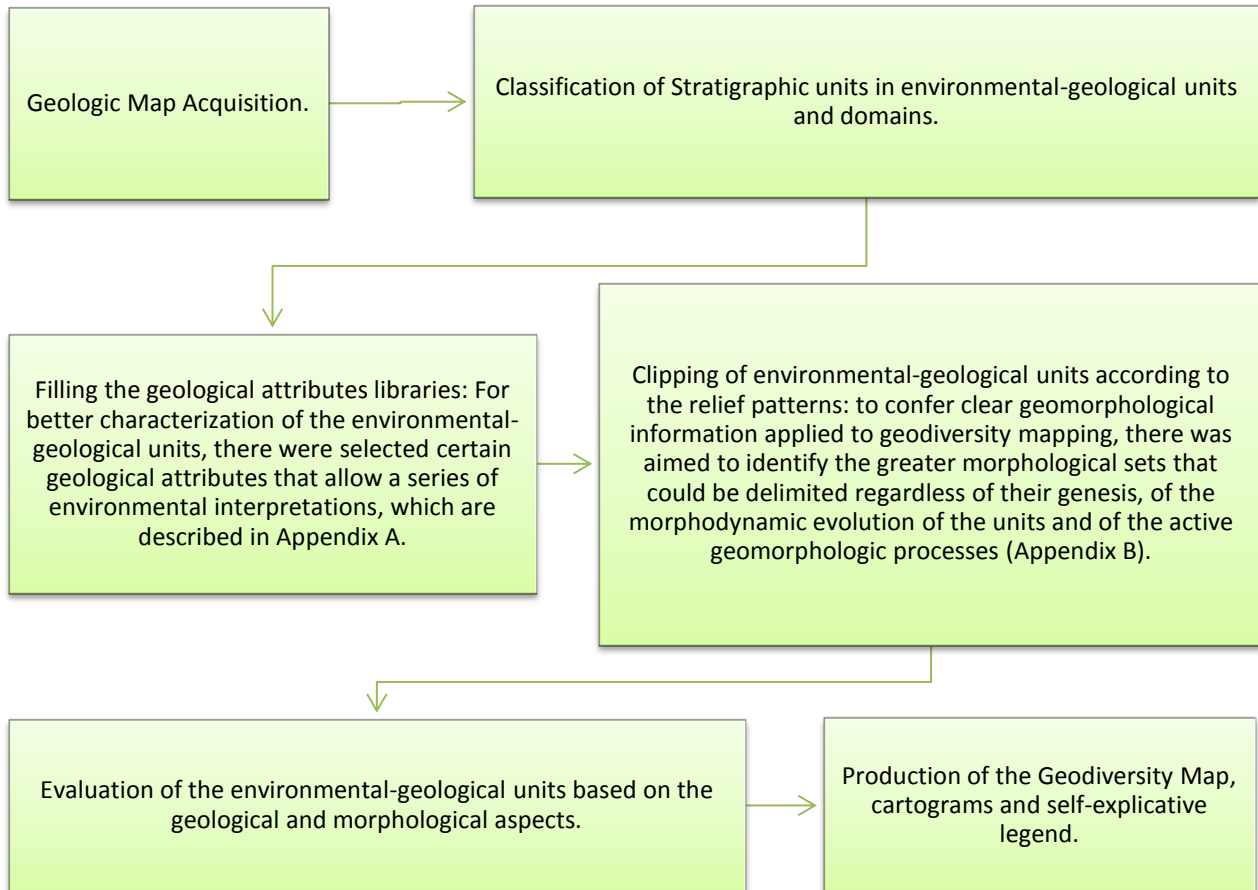 Geologic Map Acquisition.
Classification of Stratigraphic units in environmental-geological units
and domains.
Filling the geological attributes libraries: For
better characterization of the environmental-
geological units, there were selected certain
geological attributes that allow a series of
environmental interpretations, which are
described in Appendix A.
Clipping of environmental-geological units according to
the relief patterns: to confer clear geomorphological
information applied to geodiversity mapping, there was
aimed to identify the greater morphological sets that
could be delimited regardless of their genesis, of the
morphodynamic evolution of the units and of the active
geomorphologic processes (Appendix B).
Evaluation of the environmental-geological units based on the
geological and morphological aspects.
Production of the Geodiversity Map,
cartograms and self-explicative
legend.